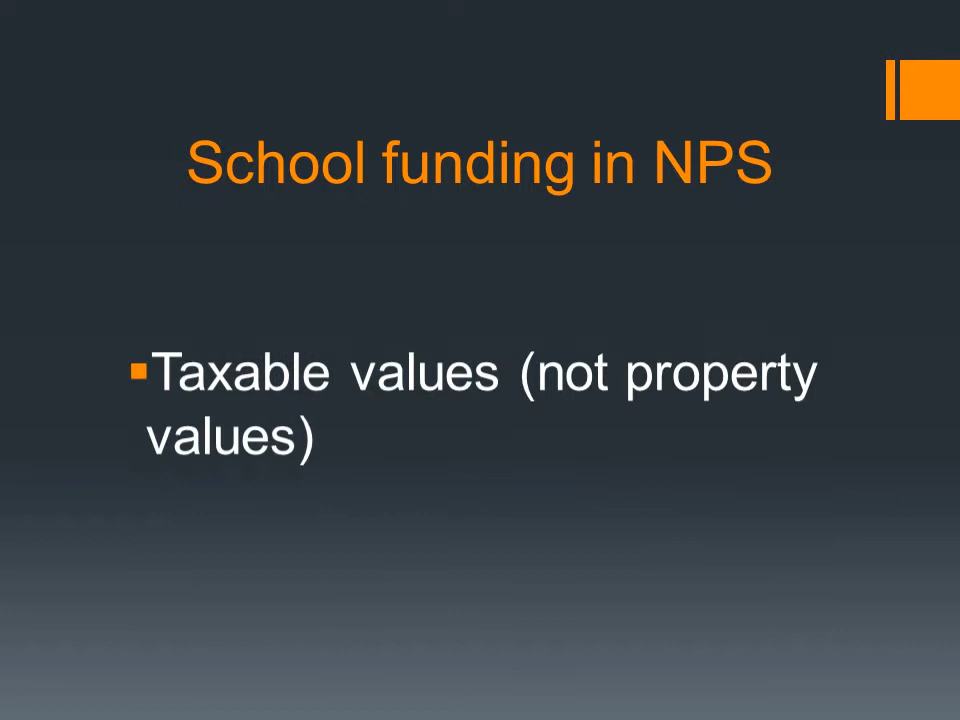 School funding in NPS
▪Taxable values (not property
values)